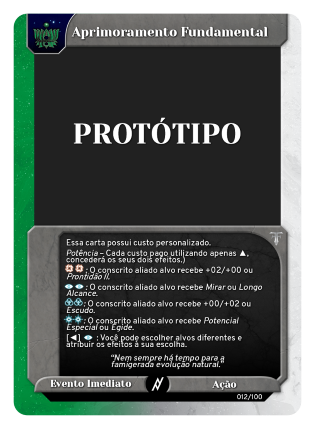 Aprimoramento Fundamental
PROTÓTIPO
Essa carta possui custo personalizado.
Potência – Cada custo pago utilizando apenas ▲,
concederá os seus dois efeitos.)
: O conscrito aliado alvo recebe +02/+00 ou
Prontidão II.
: O conscrito aliado alvo recebe Mirar ou Longo
Alcance.
: O conscrito aliado alvo recebe +00/+02 ou
Escudo.
: O conscrito aliado alvo recebe Potencial
Especial ou Égide.
[◄] : Você pode escolher alvos diferentes e
atribuir os efeitos à sua escolha.
"Nem sempre há tempo para a
famigerada evolução natural."
Evento Imediato
Ação
012/100